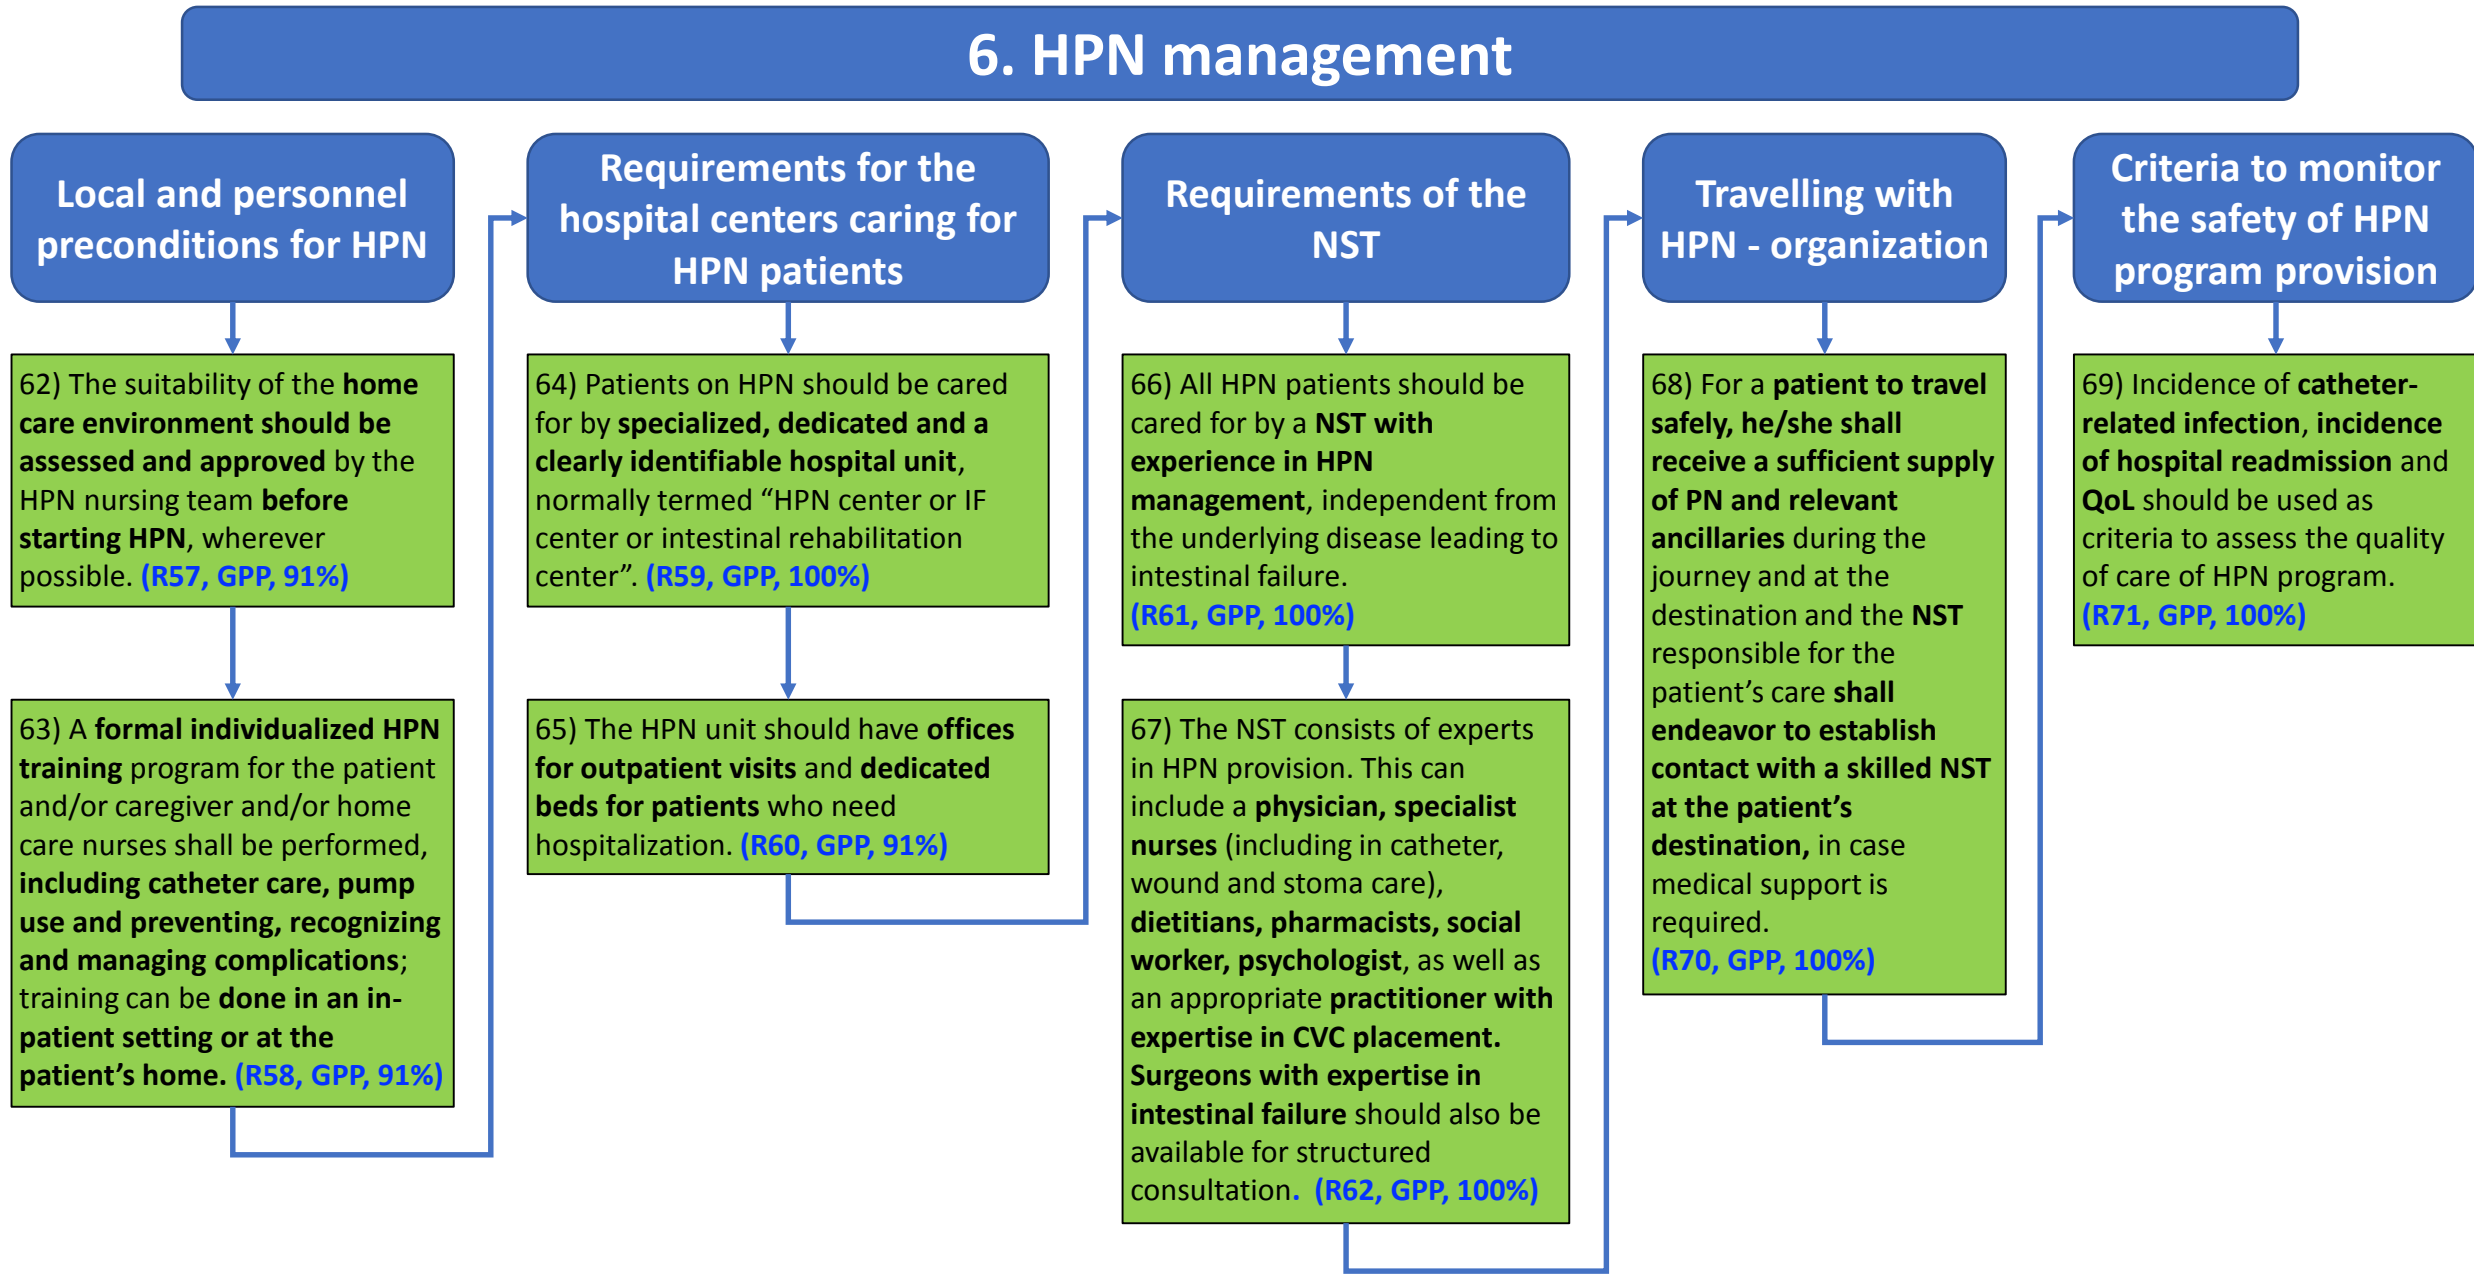 6. HPN management
Local and personnel
preconditions for HPN
62) The suitability of the home
care environment should be
assessed and approved by the
HPN nursing team before
starting HPN, wherever
possible. (R57, GPP, 91%)
63) A formal individualized HPN
training program for the patient
and/or caregiver and/or home
care nurses shall be performed,
including catheter care, pump
use and preventing, recognizing
and managing complications;
training can be done in an in-
patient setting or at the
patient’s home. (R58, GPP, 91%)
Requirements for the
hospital centers caring for
HPN patients
64) Patients on HPN should be cared
for by specialized, dedicated and a
clearly identifiable hospital unit,
normally termed “HPN center or IF
center or intestinal rehabilitation
center”. (R59, GPP, 100%)
65) The HPN unit should have offices
for outpatient visits and dedicated
beds for patients who need
hospitalization. (R60, GPP, 91%)
Requirements of the
NST
66) All HPN patients should be
cared for by a NST with
experience in HPN
management, independent from
the underlying disease leading to
intestinal failure.
(R61, GPP, 100%)
67) The NST consists of experts
in HPN provision. This can
include a physician, specialist
nurses (including in catheter,
wound and stoma care),
dietitians, pharmacists, social
worker, psychologist, as well as
an appropriate practitioner with
expertise in CVC placement.
Surgeons with expertise in
intestinal failure should also be
available for structured
consultation. (R62, GPP, 100%)
Travelling with
HPN - organization
68) For a patient to travel
safely, he/she shall
receive a sufficient supply
of PN and relevant
ancillaries during the
journey and at the
destination and the NST
responsible for the
patient’s care shall
endeavor to establish
contact with a skilled NST
at the patient’s
destination, in case
medical support is
required.
(R70, GPP, 100%)
Criteria to monitor
the safety of HPN
program provision
69) Incidence of catheter-
related infection, incidence
of hospital readmission and
QoL should be used as
criteria to assess the quality
of care of HPN program.
(R71, GPP, 100%)